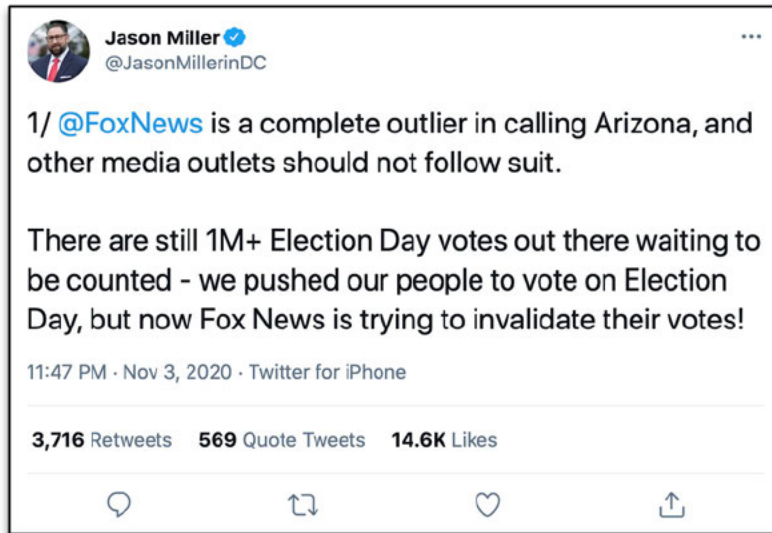 Jason Miller
@JasonMillerinDC
1/ @FoxNews is a complete outlier in calling Arizona, and
other media outlets should not follow suit.
There are still 1M+ Election Day votes out there waiting to
be counted - we pushed our people to vote on Election
Day, but now Fox News is trying to invalidate their votes!
11:47 PM · Nov 3, 2020 · Twitter for iPhone
3,716 Retweets 569 Quote Tweets 14.6K Likes